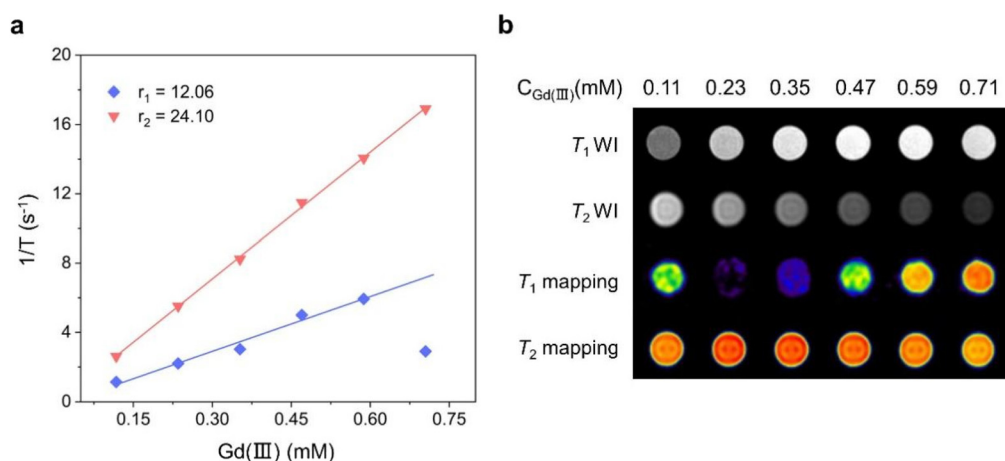 a
20
16
12
8
4
0
1/T (s⁻¹)
r₁ = 12.06
r₂ = 24.10
0.15 0.30 0.45 0.60 0.75
Gd(Ⅲ) (mM)
b
C_Gd(Ⅲ)(mM) 0.11 0.23 0.35 0.47 0.59 0.71
T₁ WI
T₂ WI
T₁ mapping
T₂ mapping